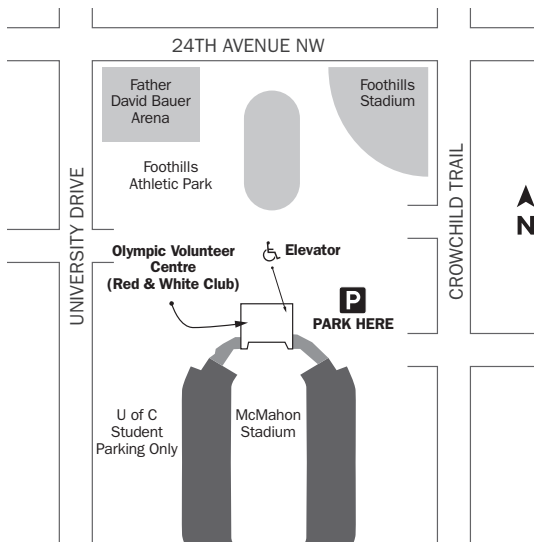 24TH AVENUE NW
Father
David Bauer
Arena
Foothills
Stadium
Foothills
Athletic Park
UNIVERSITY DRIVE
CROWCHILD TRAIL
N
Olympic Volunteer
Centre
(Red & White Club)
Elevator
P
PARK HERE
U of C
Student
Parking Only
McMahon
Stadium